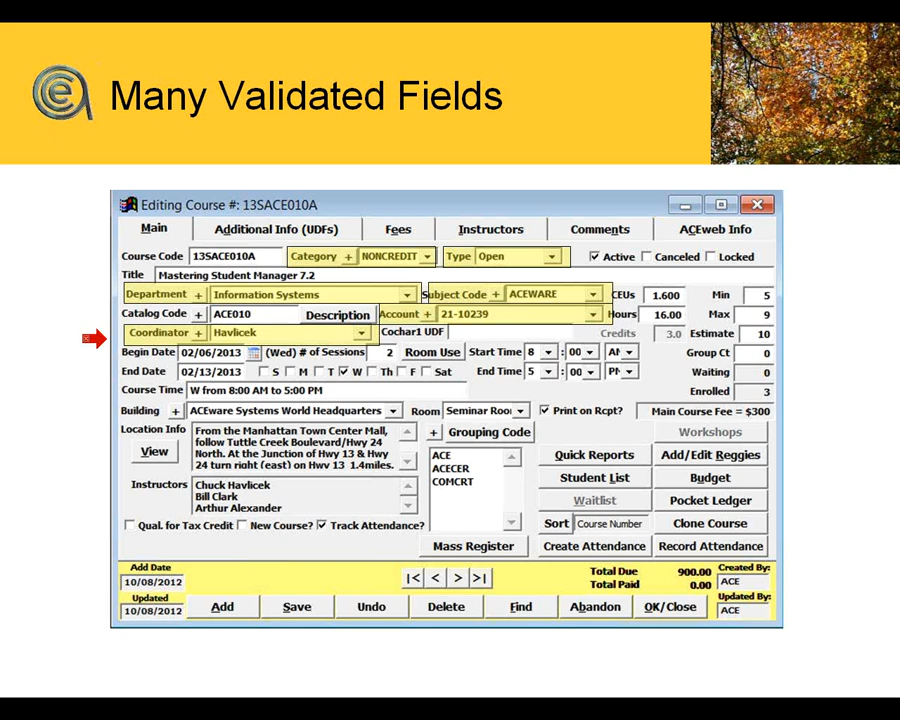 Many Validated Fields
Editing Course #: 13SACE010A
Main Additional Info (UDFs) Fees Instructors Comments ACEweb Info
Course Code 13SACE010A Category + NONCREDIT Type Open Active Canceled Locked
Title Mastering Student Manager 7.2
Department + Information Systems Subject Code + ACEWARE CEUs 1.600 Min 5
Catalog Code + ACE010 Description Account + 21-10239 Hours 16.00 Max 9
Coordinator + Havlicek Cochar1 UDF Credits 3.0 Estimate 10
Begin Date 02/06/2013 (Wed) # of Sessions 2 Room Use Start Time 8 : 00 AM Group Ct 0
End Date 02/13/2013 S M T W Th F Sat End Time 5 : 00 PM Waiting 0
Course Time W from 8:00 AM to 5:00 PM Enrolled 3
Building + ACEware Systems World Headquarters Room Seminar Roo Print on Rcpt? Main Course Fee = $300
Location Info From the Manhattan Town Center Mall, + Grouping Code Workshops
follow Tuttle Creek Boulevard/Hwy 24
View North. At the Junction of Hwy 13 & Hwy ACE Quick Reports Add/Edit Reggies
24 turn right (east) on Hwy 13 1.4miles. ACECER
Instructors Chuck Havlicek COMCRT Student List Budget
Bill Clark Waitlist Pocket Ledger
Arthur Alexander
Qual. for Tax Credit New Course? Track Attendance? Sort Course Number Clone Course
Mass Register Create Attendance Record Attendance
Add Date Total Due 900.00 Created By:
10/08/2012 |< < > >| Total Paid 0.00 ACE
Updated Updated By:
10/08/2012 Add Save Undo Delete Find Abandon OK/Close ACE